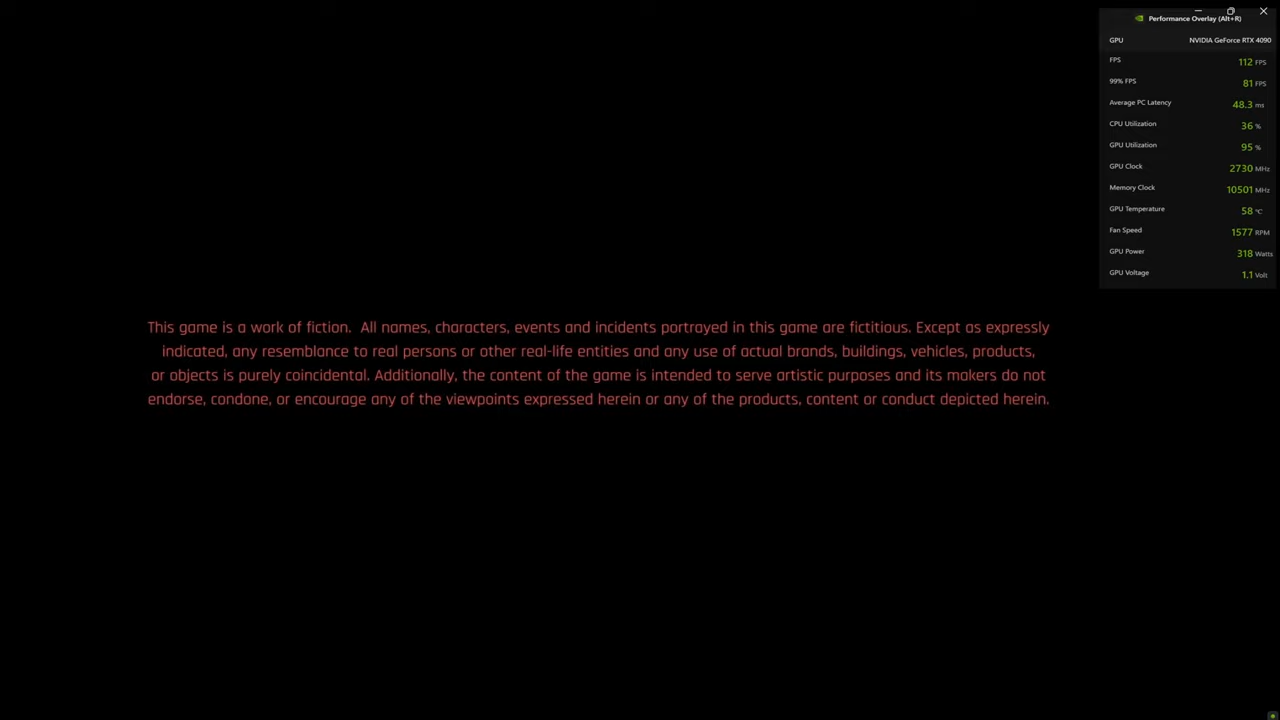 Performance Overlay (Alt+R)
GPU NVIDIA GeForce RTX 4090
FPS 112 FPS
99% FPS 81 FPS
Average PC Latency 48.3 ms
CPU Utilization 36 %
GPU Utilization 95 %
GPU Clock 2730 MHz
Memory Clock 10501 MHz
GPU Temperature 58 °C
Fan Speed 1577 RPM
GPU Power 318 Watts
GPU Voltage 1.1 Volt
This game is a work of fiction.  All names, characters, events and incidents portrayed in this game are fictitious. Except as expressly
indicated, any resemblance to real persons or other real-life entities and any use of actual brands, buildings, vehicles, products,
or objects is purely coincidental. Additionally, the content of the game is intended to serve artistic purposes and its makers do not
endorse, condone, or encourage any of the viewpoints expressed herein or any of the products, content or conduct depicted herein.